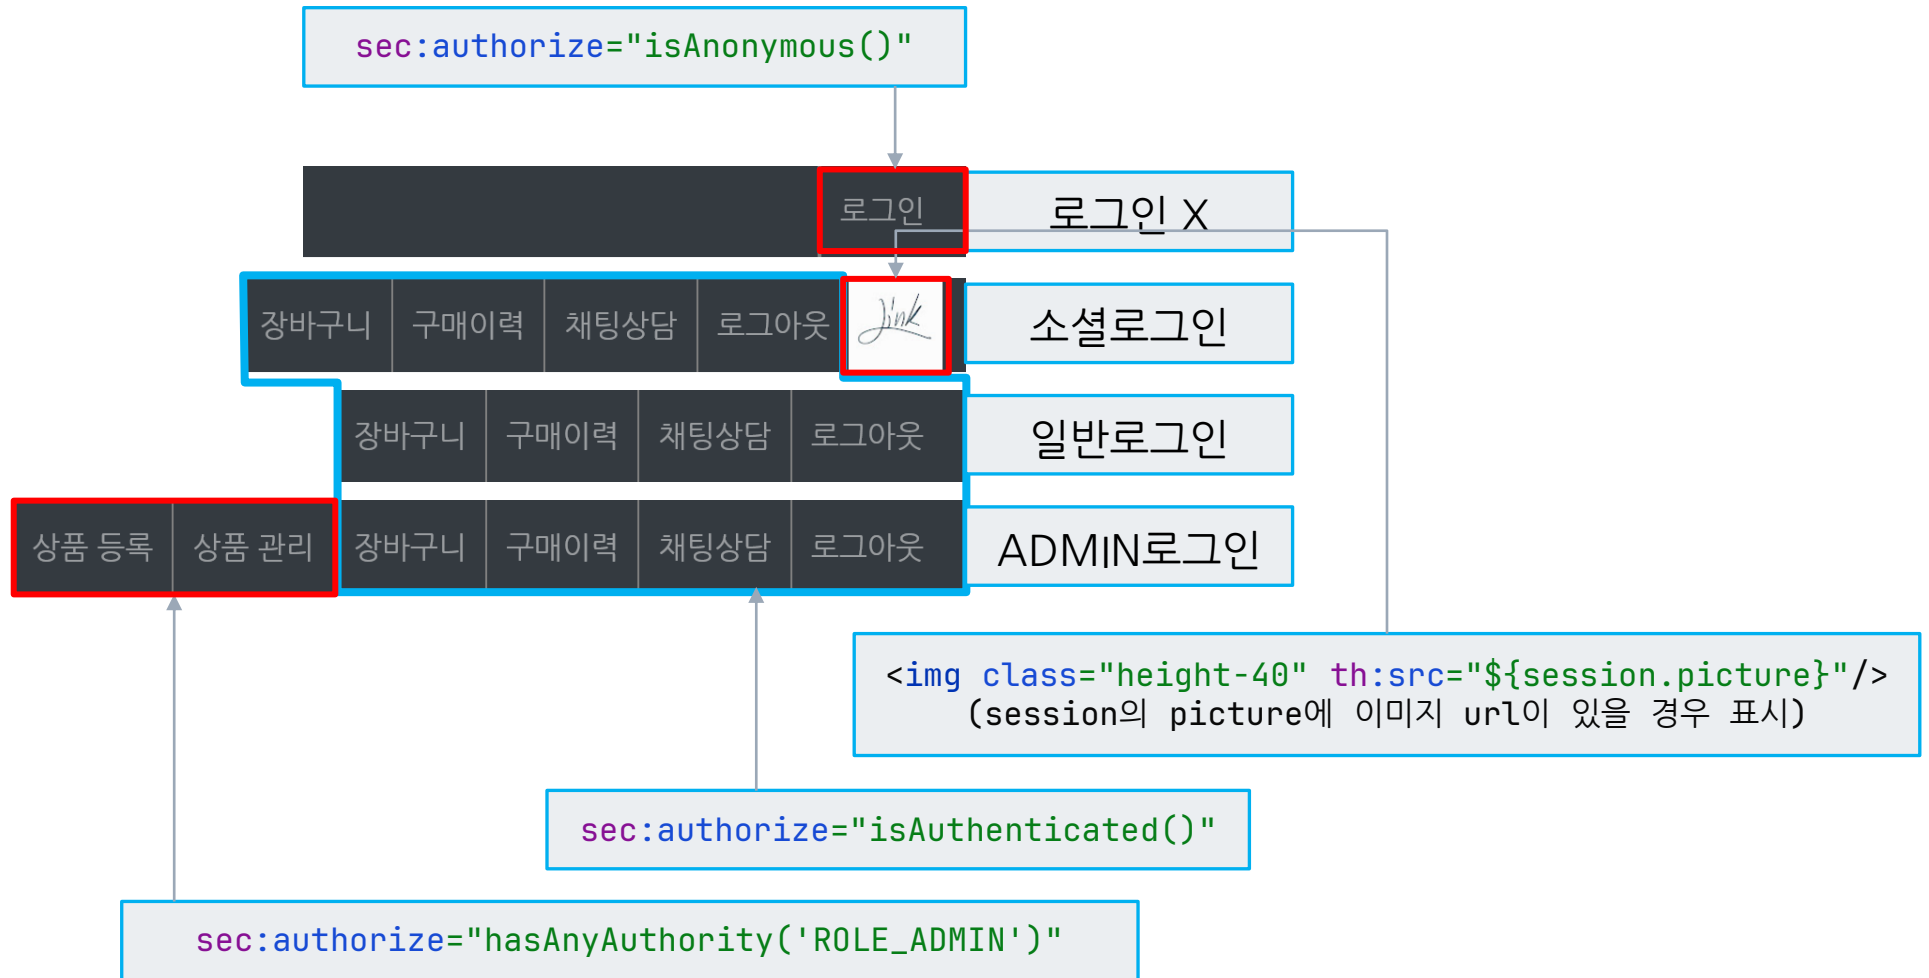 sec:authorize="isAnonymous()"
로그인
로그인 X
장바구니 구매이력 채팅상담 로그아웃 Jink
소셜로그인
장바구니 구매이력 채팅상담 로그아웃
일반로그인
상품 등록 상품 관리 장바구니 구매이력 채팅상담 로그아웃
ADMIN로그인
<img class="height-40" th:src="${session.picture}"/>
(session의 picture에 이미지 url이 있을 경우 표시)
sec:authorize="isAuthenticated()"
sec:authorize="hasAnyAuthority('ROLE_ADMIN')"